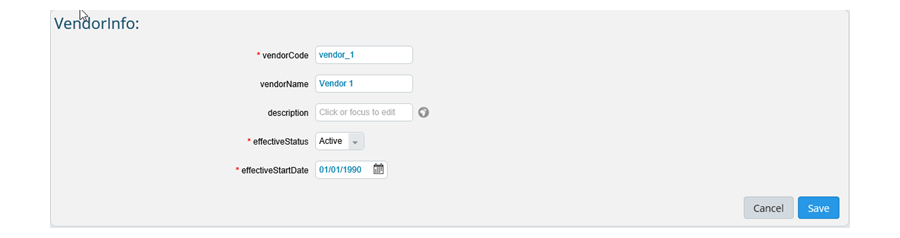 VendorInfo:
* vendorCode vendor_1
vendorName Vendor 1
description Click or focus to edit
* effectiveStatus Active
* effectiveStartDate 01/01/1990
Cancel Save